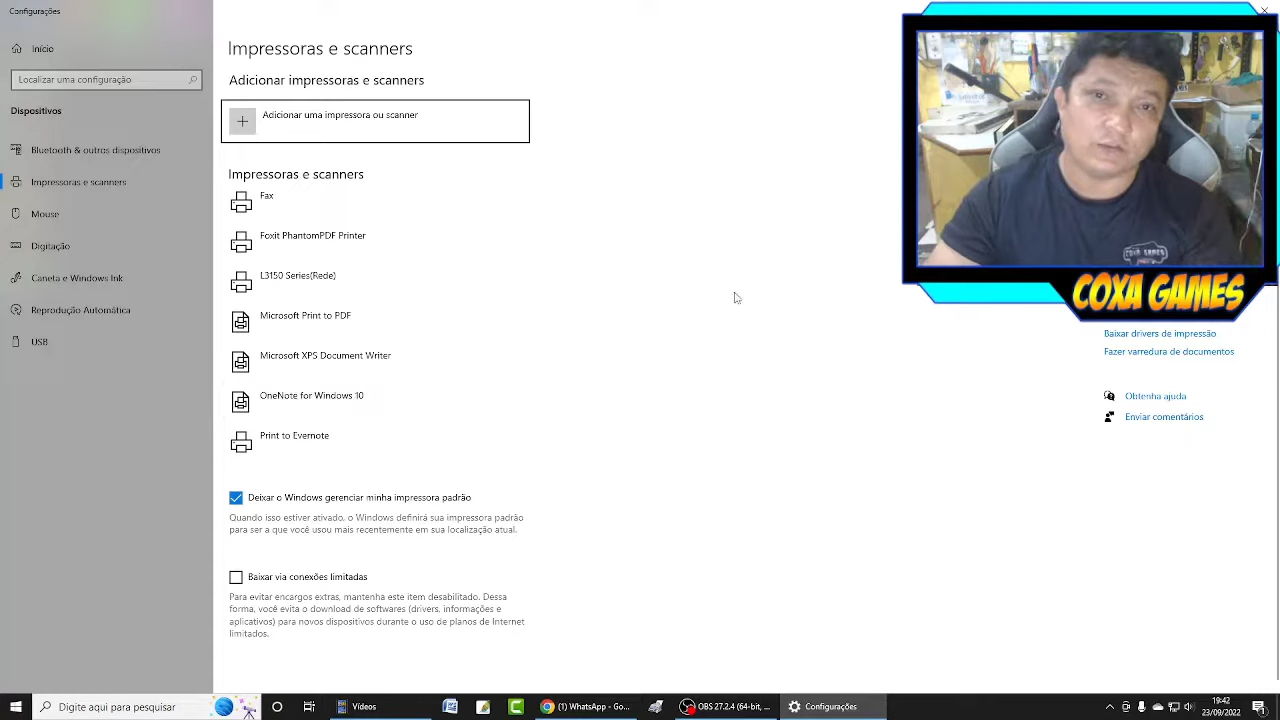 Configurações
Início
Localizar uma configuração
Dispositivos
Bluetooth & outros dispositivos
Impressoras e scanners
Mouse
Digitação
Caneta e Windows Ink
Reprodução Automática
USB
Impressoras e scanners
Adicionar impressoras e scanners
Adicionar uma impressora ou scanner
Impressoras e scanners
Fax
Foxit PhantomPDF Printer
L3150 Series(Rede)
Microsoft Print to PDF
Microsoft XPS Document Writer
OneNote for Windows 10
Print to Evernote
Deixar o Windows gerenciar minha impressora padrão
Quando isso estiver ativado, o Windows definirá sua impressora padrão
para ser a que você usou mais recentemente em sua localização atual.
Baixar via conexões limitadas
Para evitar encargos extras, mantenha este item desabilitado. Dessa
forma, você evita o download de softwares (drivers, informações e
aplicativos) para novos dispositivos durante o uso de planos de Internet
limitados.
COXA GAMES
COXA GAMES
Baixar drivers de impressão
Fazer varredura de documentos
Obtenha ajuda
Enviar comentários
Digite aqui para pesquisar
Vídeos
(1) WhatsApp - Go...
OBS 27.2.4 (64-bit, ...
Configurações
19:42
23/09/2022